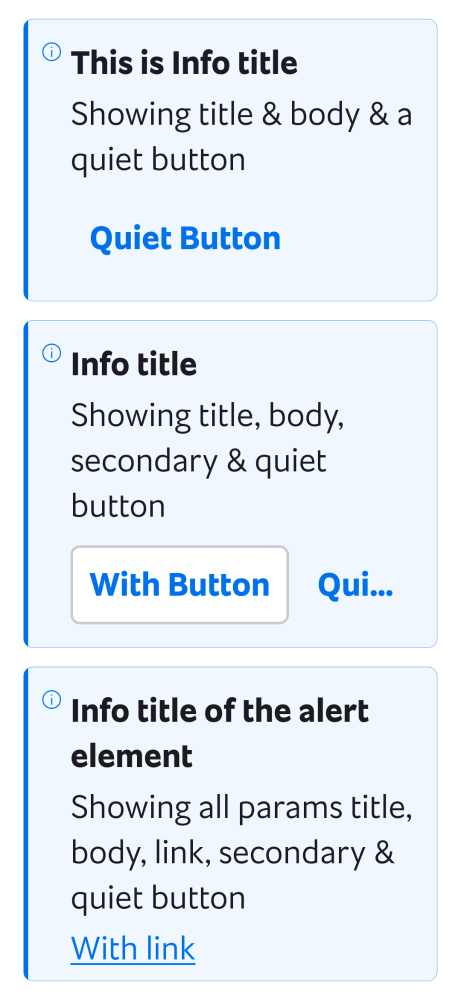 This is Info title
Showing title & body & a
quiet button
Quiet Button
Info title
Showing title, body,
secondary & quiet
button
With Button
Qui...
Info title of the alert
element
Showing all params title,
body, link, secondary &
quiet button
With link